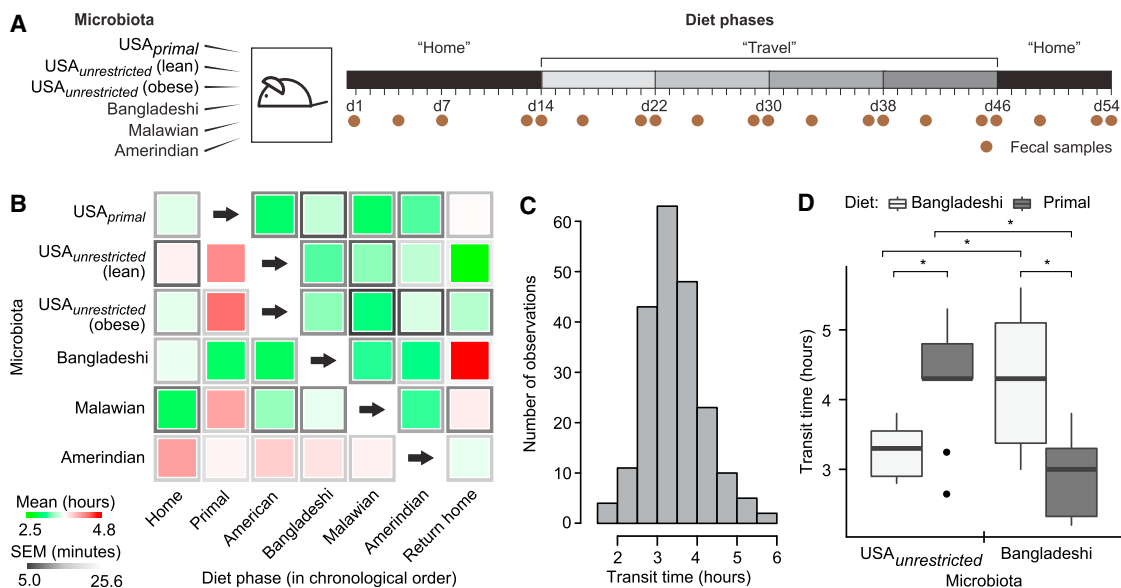 A
Microbiota
Diet phases
USAprimal
USAunrestricted (lean)
USAunrestricted (obese)
Bangladeshi
Malawian
Amerindian
“Home” “Travel” “Home”
d1 d7 d14 d22 d30 d38 d46 d54
Fecal samples
B
Microbiota
USAprimal
USAunrestricted
(lean)
USAunrestricted
(obese)
Bangladeshi
Malawian
Amerindian
Home Primal American Bangladeshi Malawian Amerindian Return home
Diet phase (in chronological order)
Mean (hours)
2.5 4.8
SEM (minutes)
5.0 25.6
C
Number of observations
60
50
40
30
20
10
0
2 3 4 5 6
Transit time (hours)
D
Diet: Bangladeshi Primal
*
*
* *
Transit time (hours)
5
4
3
USAunrestricted Bangladeshi
Microbiota